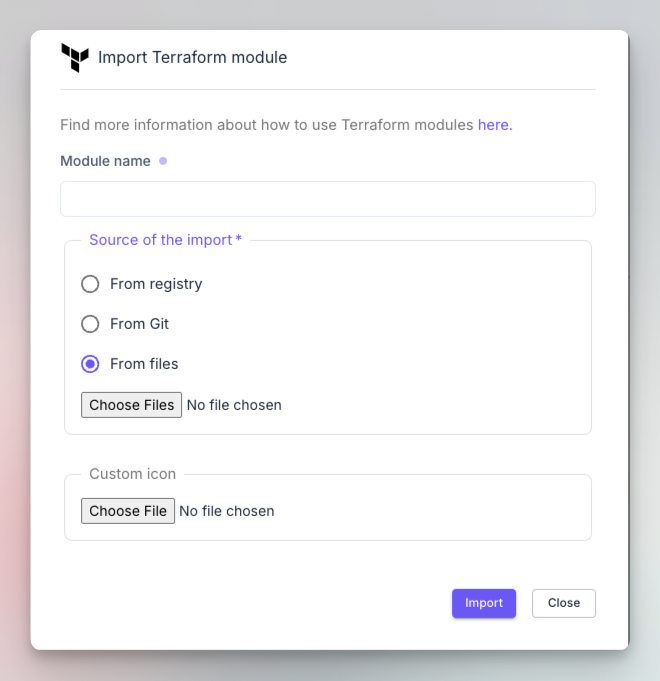 Import Terraform module
Find more information about how to use Terraform modules here.
Module name
Source of the import *
From registry
From Git
From files
Choose Files No file chosen
Custom icon
Choose File No file chosen
Import Close